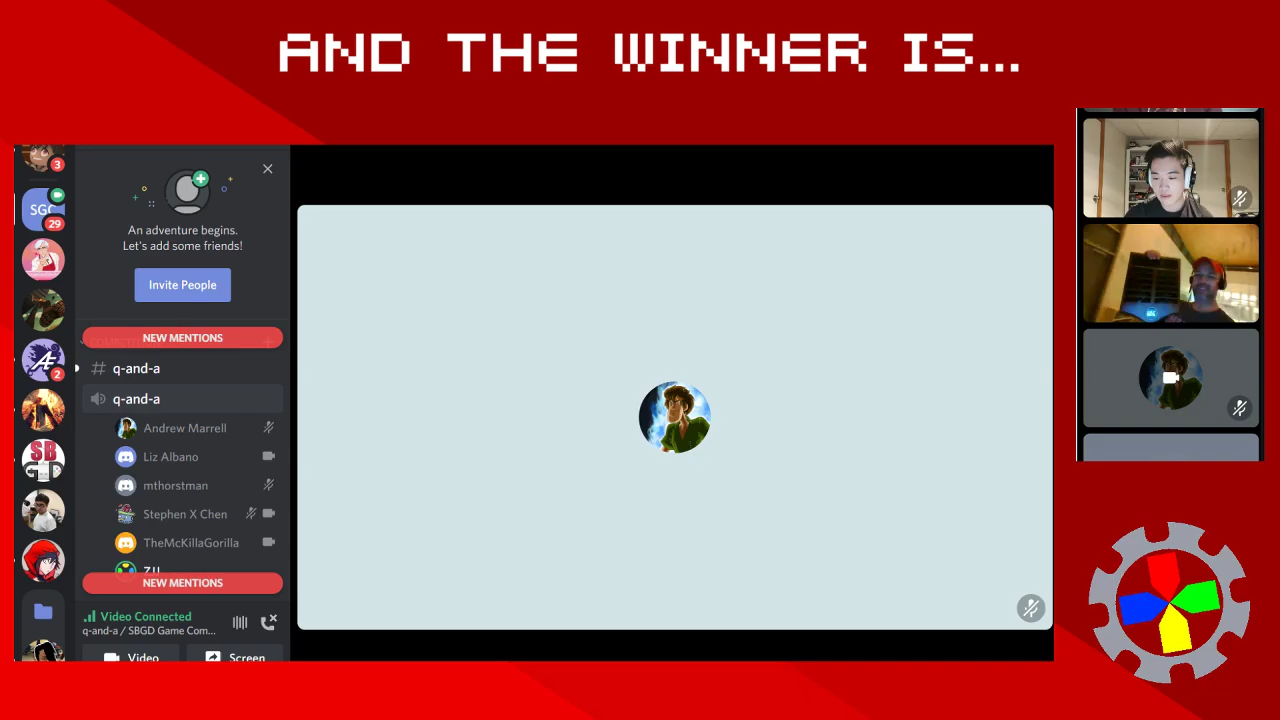 AND THE WINNER IS...
3
SGC
29
An adventure begins.
Let's add some friends!
Invite People
NEW MENTIONS
q-and-a
q-and-a
Andrew Marrell
Liz Albano
mthorstman
Stephen X Chen
TheMcKillaGorilla
NEW MENTIONS
2
SB
GD
Video Connected
q-and-a / SBGD Game Com...
Video
Screen